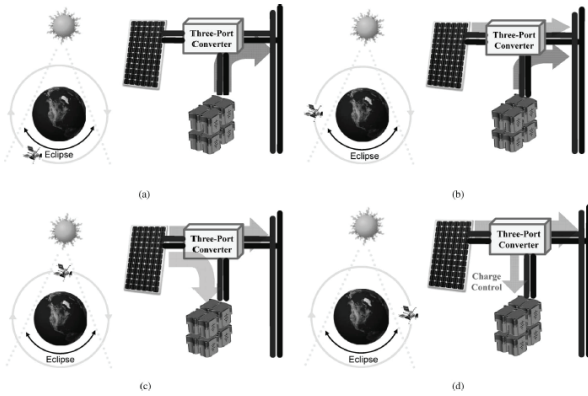 Three-Port
Converter
Eclipse
(a)
Three-Port
Converter
Eclipse
(b)
Three-Port
Converter
Eclipse
(c)
Three-Port
Converter
Charge
Control
Eclipse
(d)